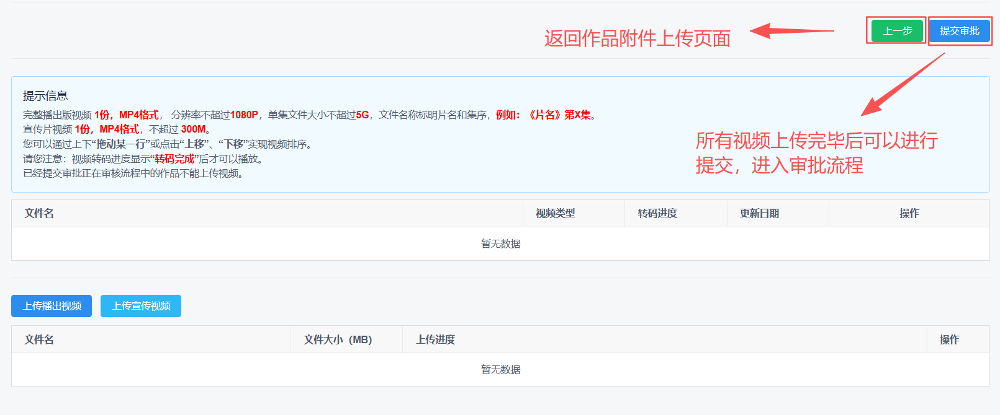 上一步
提交审批
返回作品附件上传页面
提示信息
完整播出版视频 1份，MP4格式， 分辨率不超过1080P，单集文件大小不超过5G，文件名称标明片名和集序，例如：《片名》第X集。
宣传片视频 1份，MP4格式，不超过 300M。
您可以通过上下“拖动某一行”或点击“上移”、“下移”实现视频排序。
请您注意：视频转码进度显示“转码完成”后才可以播放。
已经提交审批正在审核流程中的作品不能上传视频。
所有视频上传完毕后可以进行
提交，进入审批流程
文件名 视频类型 转码进度 更新日期 操作
暂无数据
上传播出视频 上传宣传视频
文件名 文件大小（MB） 上传进度 操作
暂无数据